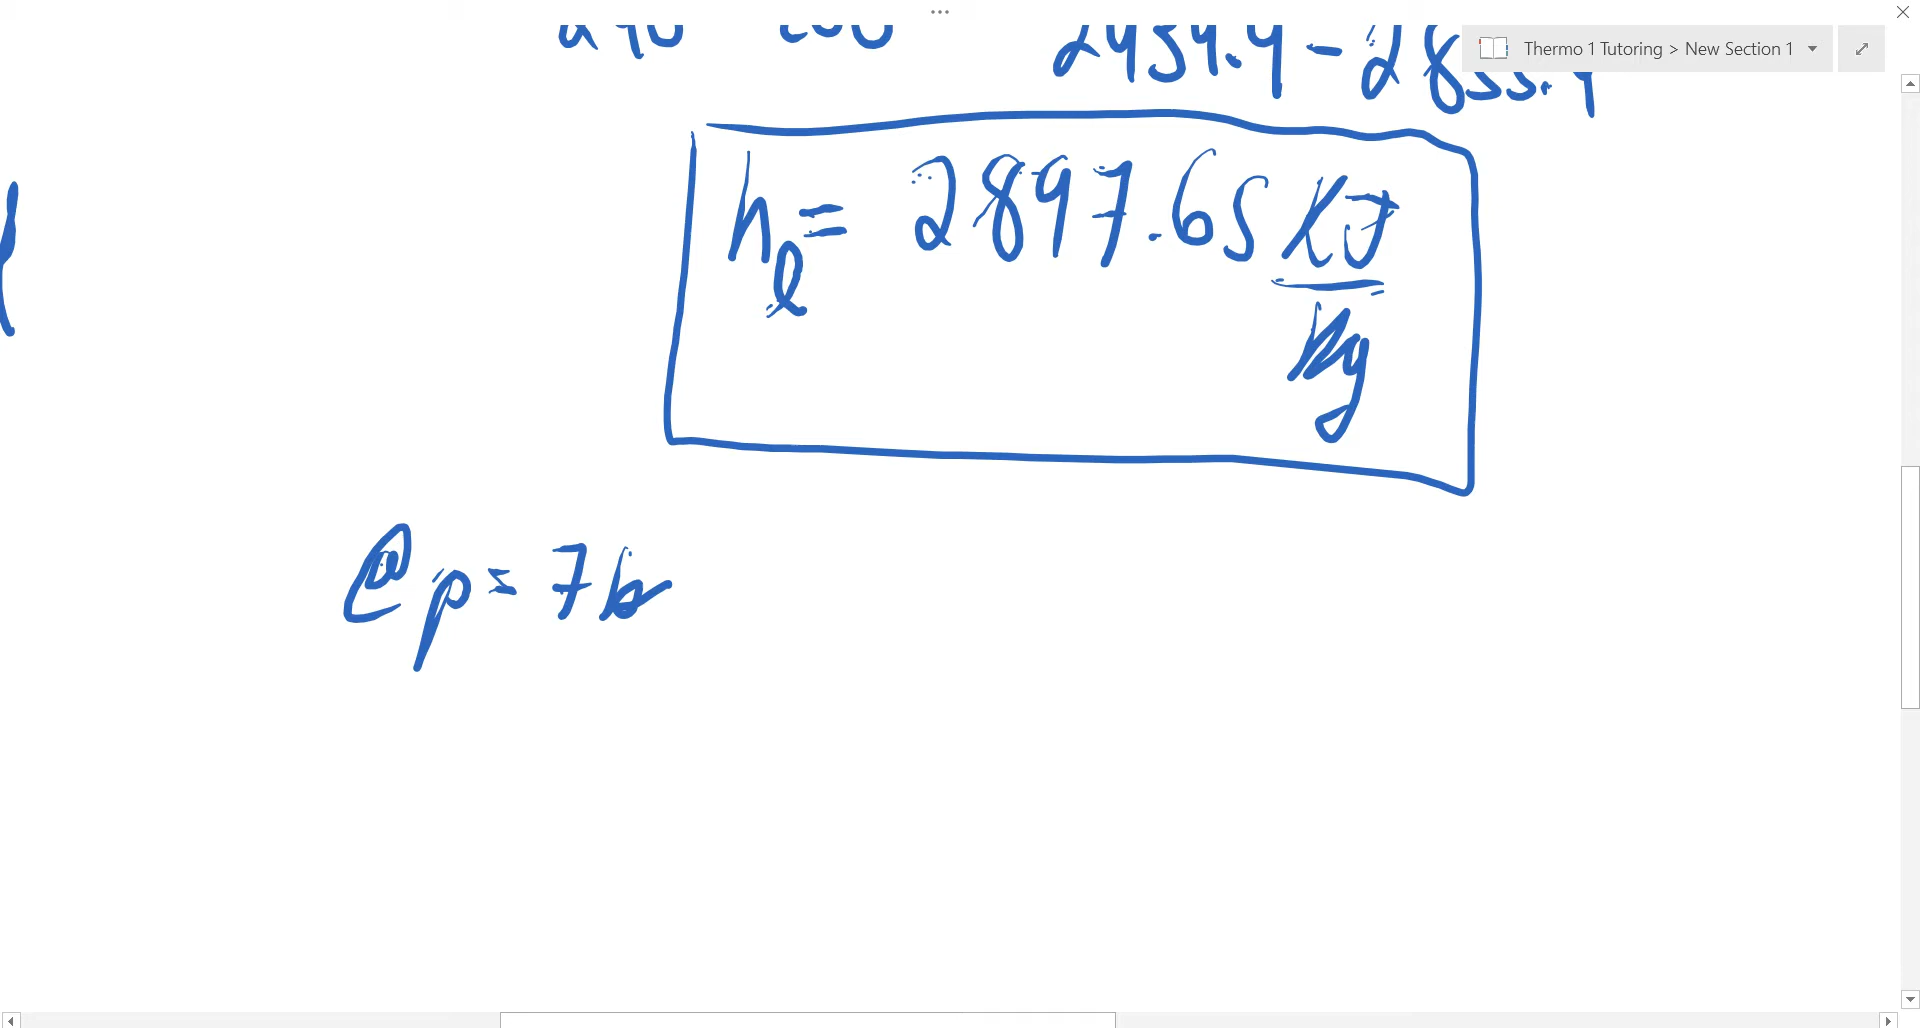 Thermo 1 Tutoring > New Section 1
2454.4 - 2855.4
h_l = 2897.65 KJ/kg
@ p = 7 b